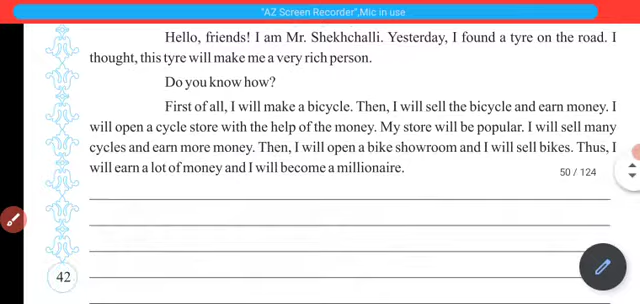 "AZ Screen Recorder",Mic in use
Hello, friends! I am Mr. Shekhchalli. Yesterday, I found a tyre on the road. I
thought, this tyre will make me a very rich person.
Do you know how?
First of all, I will make a bicycle. Then, I will sell the bicycle and earn money. I
will open a cycle store with the help of the money. My store will be popular. I will sell many
cycles and earn more money. Then, I will open a bike showroom and I will sell bikes. Thus, I
will earn a lot of money and I will become a millionaire.
50 / 124
42